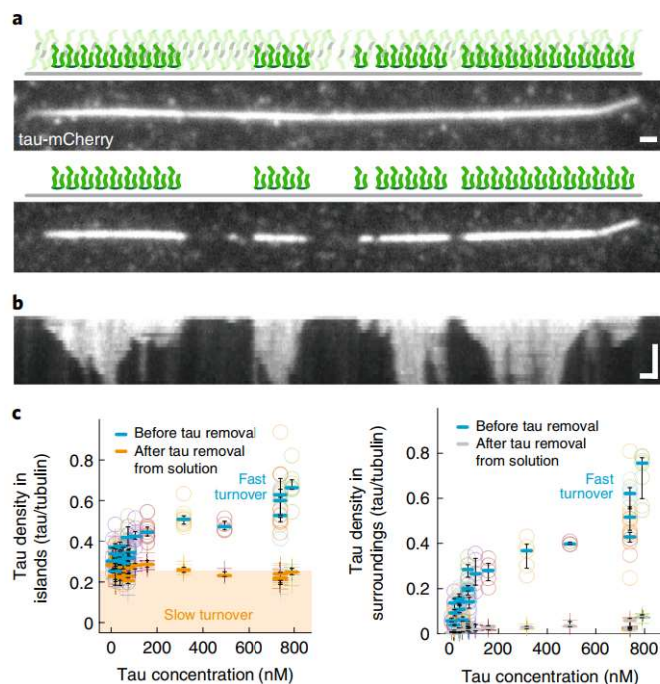 a
tau-mCherry
b
c
Before tau removal
After tau removal
from solution
Fast
turnover
Slow turnover
Tau density in
islands (tau/tubulin)
0.8
0.6
0.4
0.2
0
0 200 400 600 800
Tau concentration (nM)
Before tau removal
After tau removal
from solution
Fast
turnover
Tau density in
surroundings (tau/tubulin)
0.8
0.6
0.4
0.2
0
0 200 400 600 800
Tau concentration (nM)